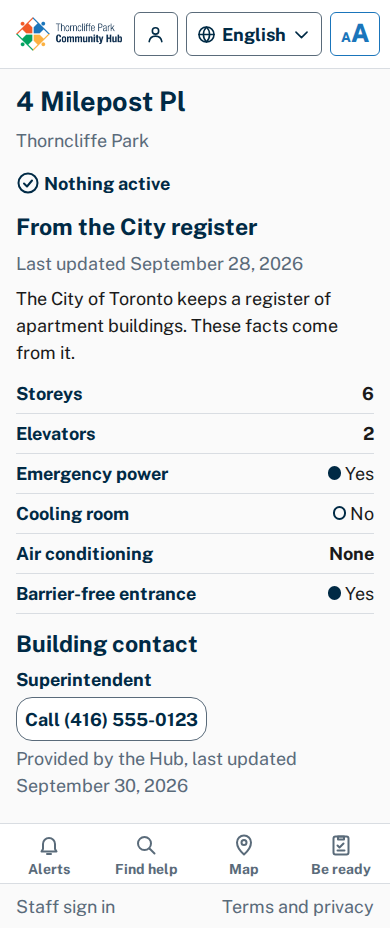 Thorncliffe Park
Community Hub
English
AA
4 Milepost Pl
Thorncliffe Park
Nothing active
From the City register
Last updated September 28, 2026
The City of Toronto keeps a register of
apartment buildings. These facts come
from it.
Storeys 6
Elevators 2
Emergency power Yes
Cooling room No
Air conditioning None
Barrier-free entrance Yes
Building contact
Superintendent
Call (416) 555-0123
Provided by the Hub, last updated
September 30, 2026
Alerts Find help Map Be ready
Staff sign in Terms and privacy